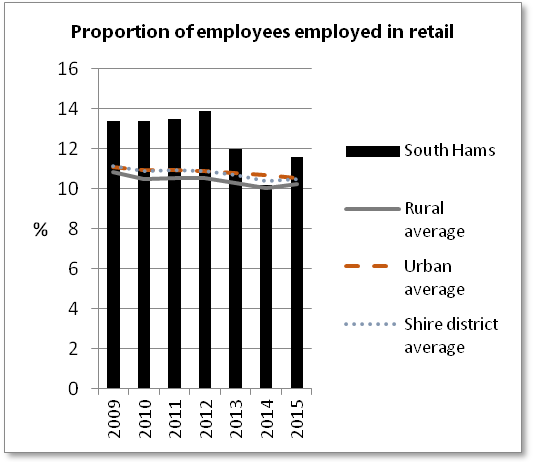 Proportion of employees employed in retail
16
14
12
10
8
6
4
2
0
%
2009
2010
2011
2012
2013
2014
2015
South Hams
Rural
average
Urban
average
Shire district
average